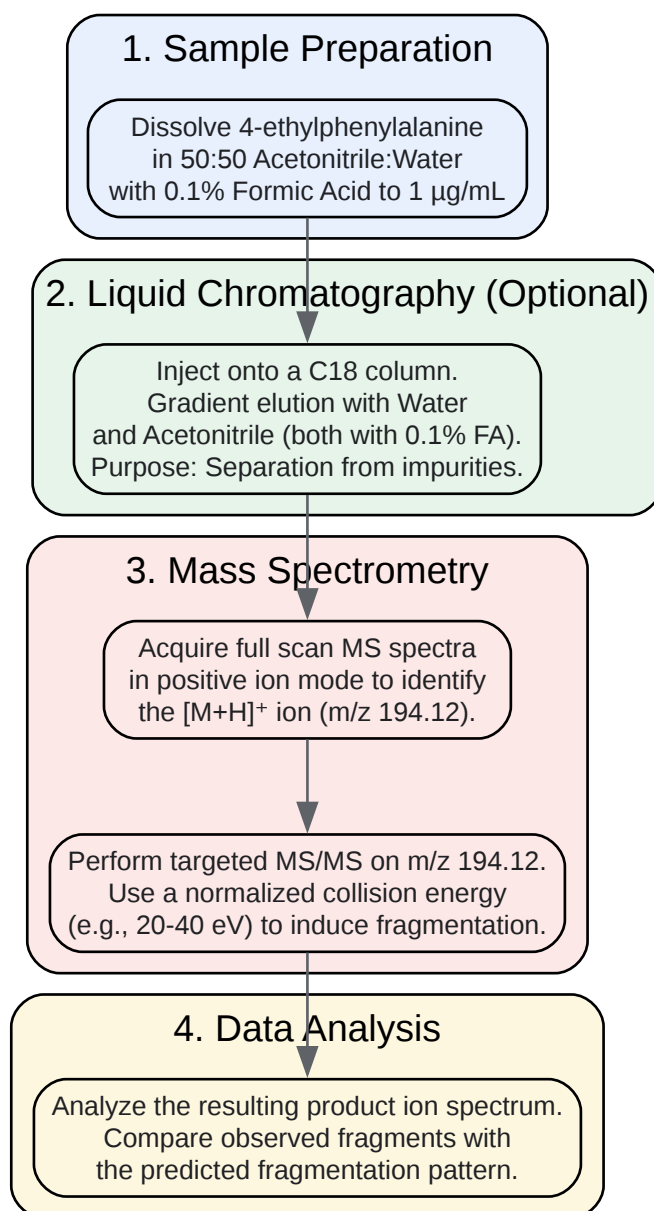 1. Sample Preparation
Dissolve 4-ethylphenylalanine
in 50:50 Acetonitrile:Water
with 0.1% Formic Acid to 1 µg/mL
2. Liquid Chromatography (Optional)
Inject onto a C18 column.
Gradient elution with Water
and Acetonitrile (both with 0.1% FA).
Purpose: Separation from impurities.
3. Mass Spectrometry
Acquire full scan MS spectra
in positive ion mode to identify
the [M+H]⁺ ion (m/z 194.12).
Perform targeted MS/MS on m/z 194.12.
Use a normalized collision energy
(e.g., 20-40 eV) to induce fragmentation.
4. Data Analysis
Analyze the resulting product ion spectrum.
Compare observed fragments with
the predicted fragmentation pattern.